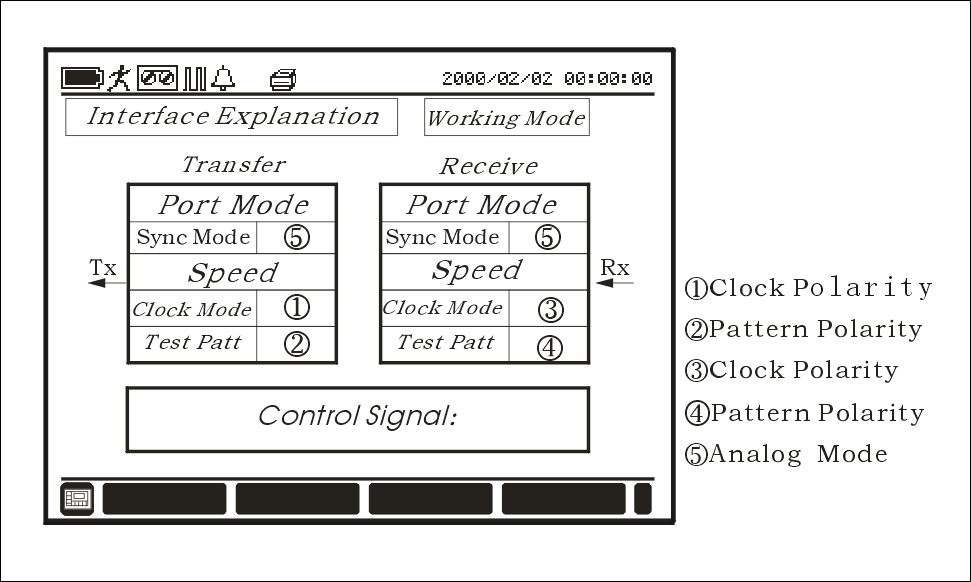 2000/02/02 00:00:00
Interface Explanation Working Mode
Transfer Receive
Port Mode Port Mode
Sync Mode ⑤ Sync Mode ⑤
Tx Speed Speed Rx
Clock Mode ① Clock Mode ③
Test Patt ② Test Patt ④
Control Signal:
①Clock Polarity
②Pattern Polarity
③Clock Polarity
④Pattern Polarity
⑤Analog Mode